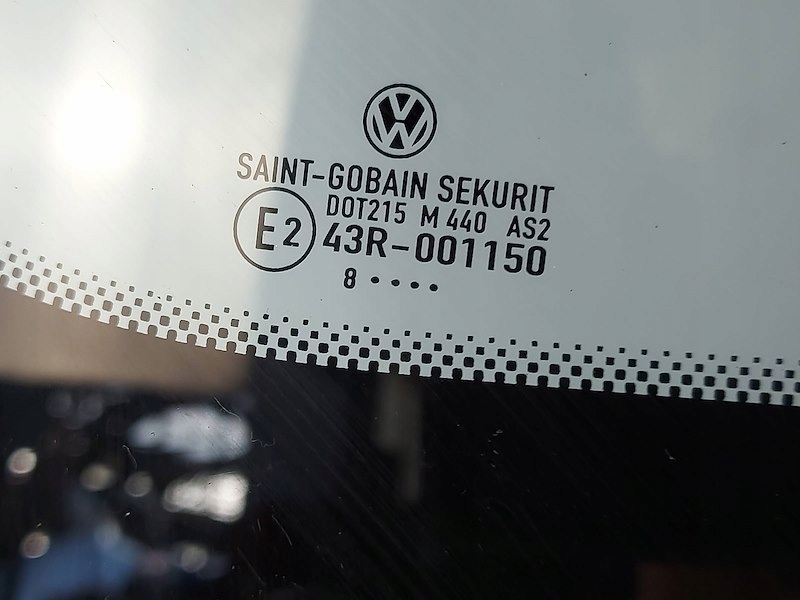 SAINT-GOBAIN SEKURIT
DOT215 M 440 AS2
E2 43R-001150
8 ····